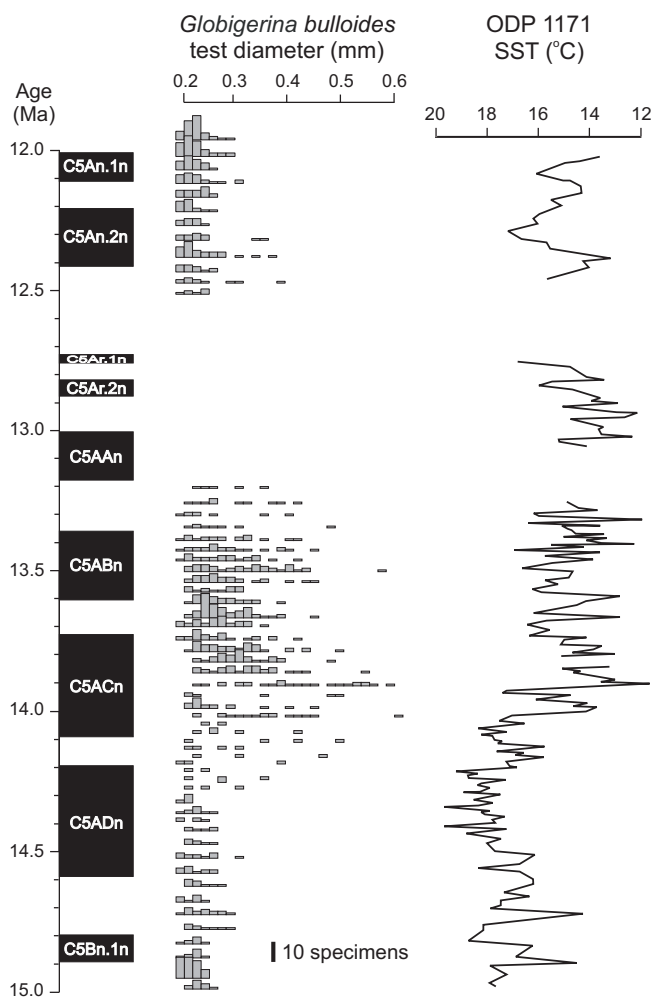 Globigerina bulloides
test diameter (mm)
0.2 0.3 0.4 0.5 0.6
ODP 1171
SST (°C)
20 18 16 14 12
Age
(Ma)
12.0
C5An.1n
C5An.2n
12.5
C5Ar.1n
C5Ar.2n
13.0
C5AAn
C5ABn
13.5
C5ACn
14.0
C5ADn
14.5
C5Bn.1n
10 specimens
15.0